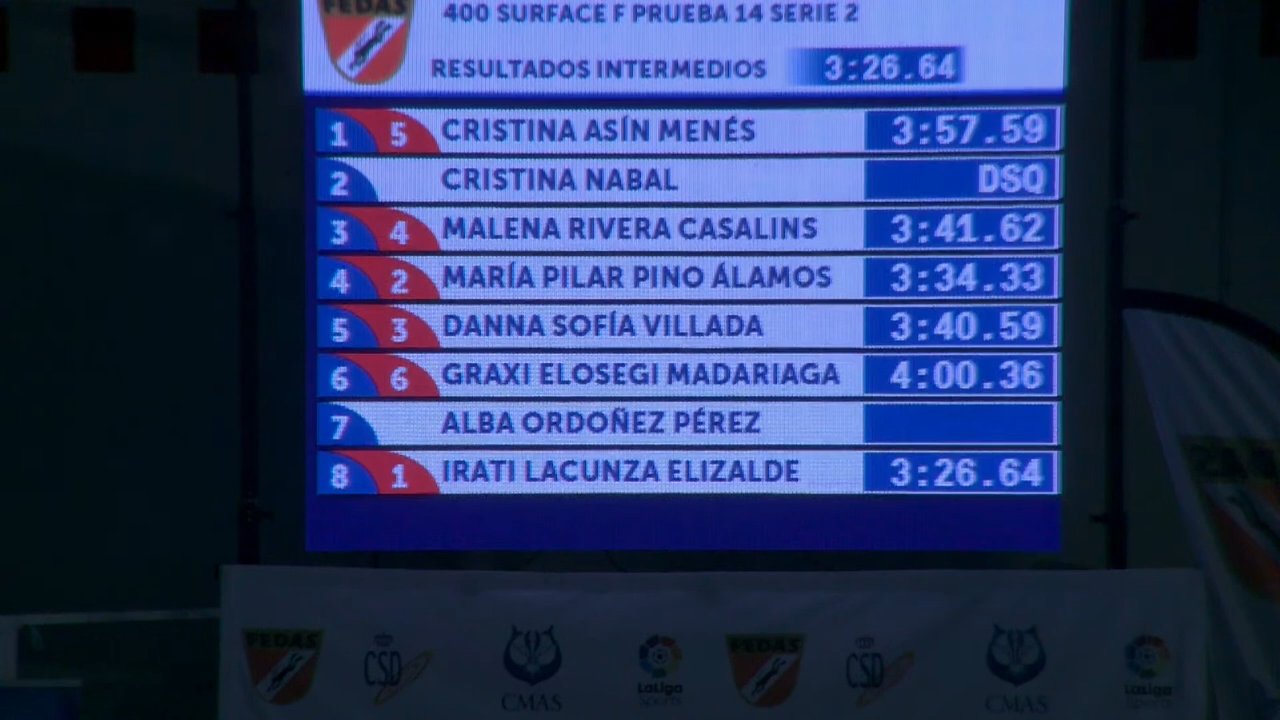 FEDAS
400 SURFACE F PRUEBA 14 SERIE 2
RESULTADOS INTERMEDIOS 3:26.64
1 5 CRISTINA ASÍN MENÉS 3:57.59
2 CRISTINA NABAL DSQ
3 4 MALENA RIVERA CASALINS 3:41.62
4 2 MARÍA PILAR PINO ÁLAMOS 3:34.33
5 3 DANNA SOFÍA VILLADA 3:40.59
6 6 GRAXI ELOSEGI MADARIAGA 4:00.36
7 ALBA ORDOÑEZ PÉREZ
8 1 IRATI LACUNZA ELIZALDE 3:26.64
FEDAS CSD CMAS LaLiga Sports FEDAS CSD CMAS LaLiga Sports